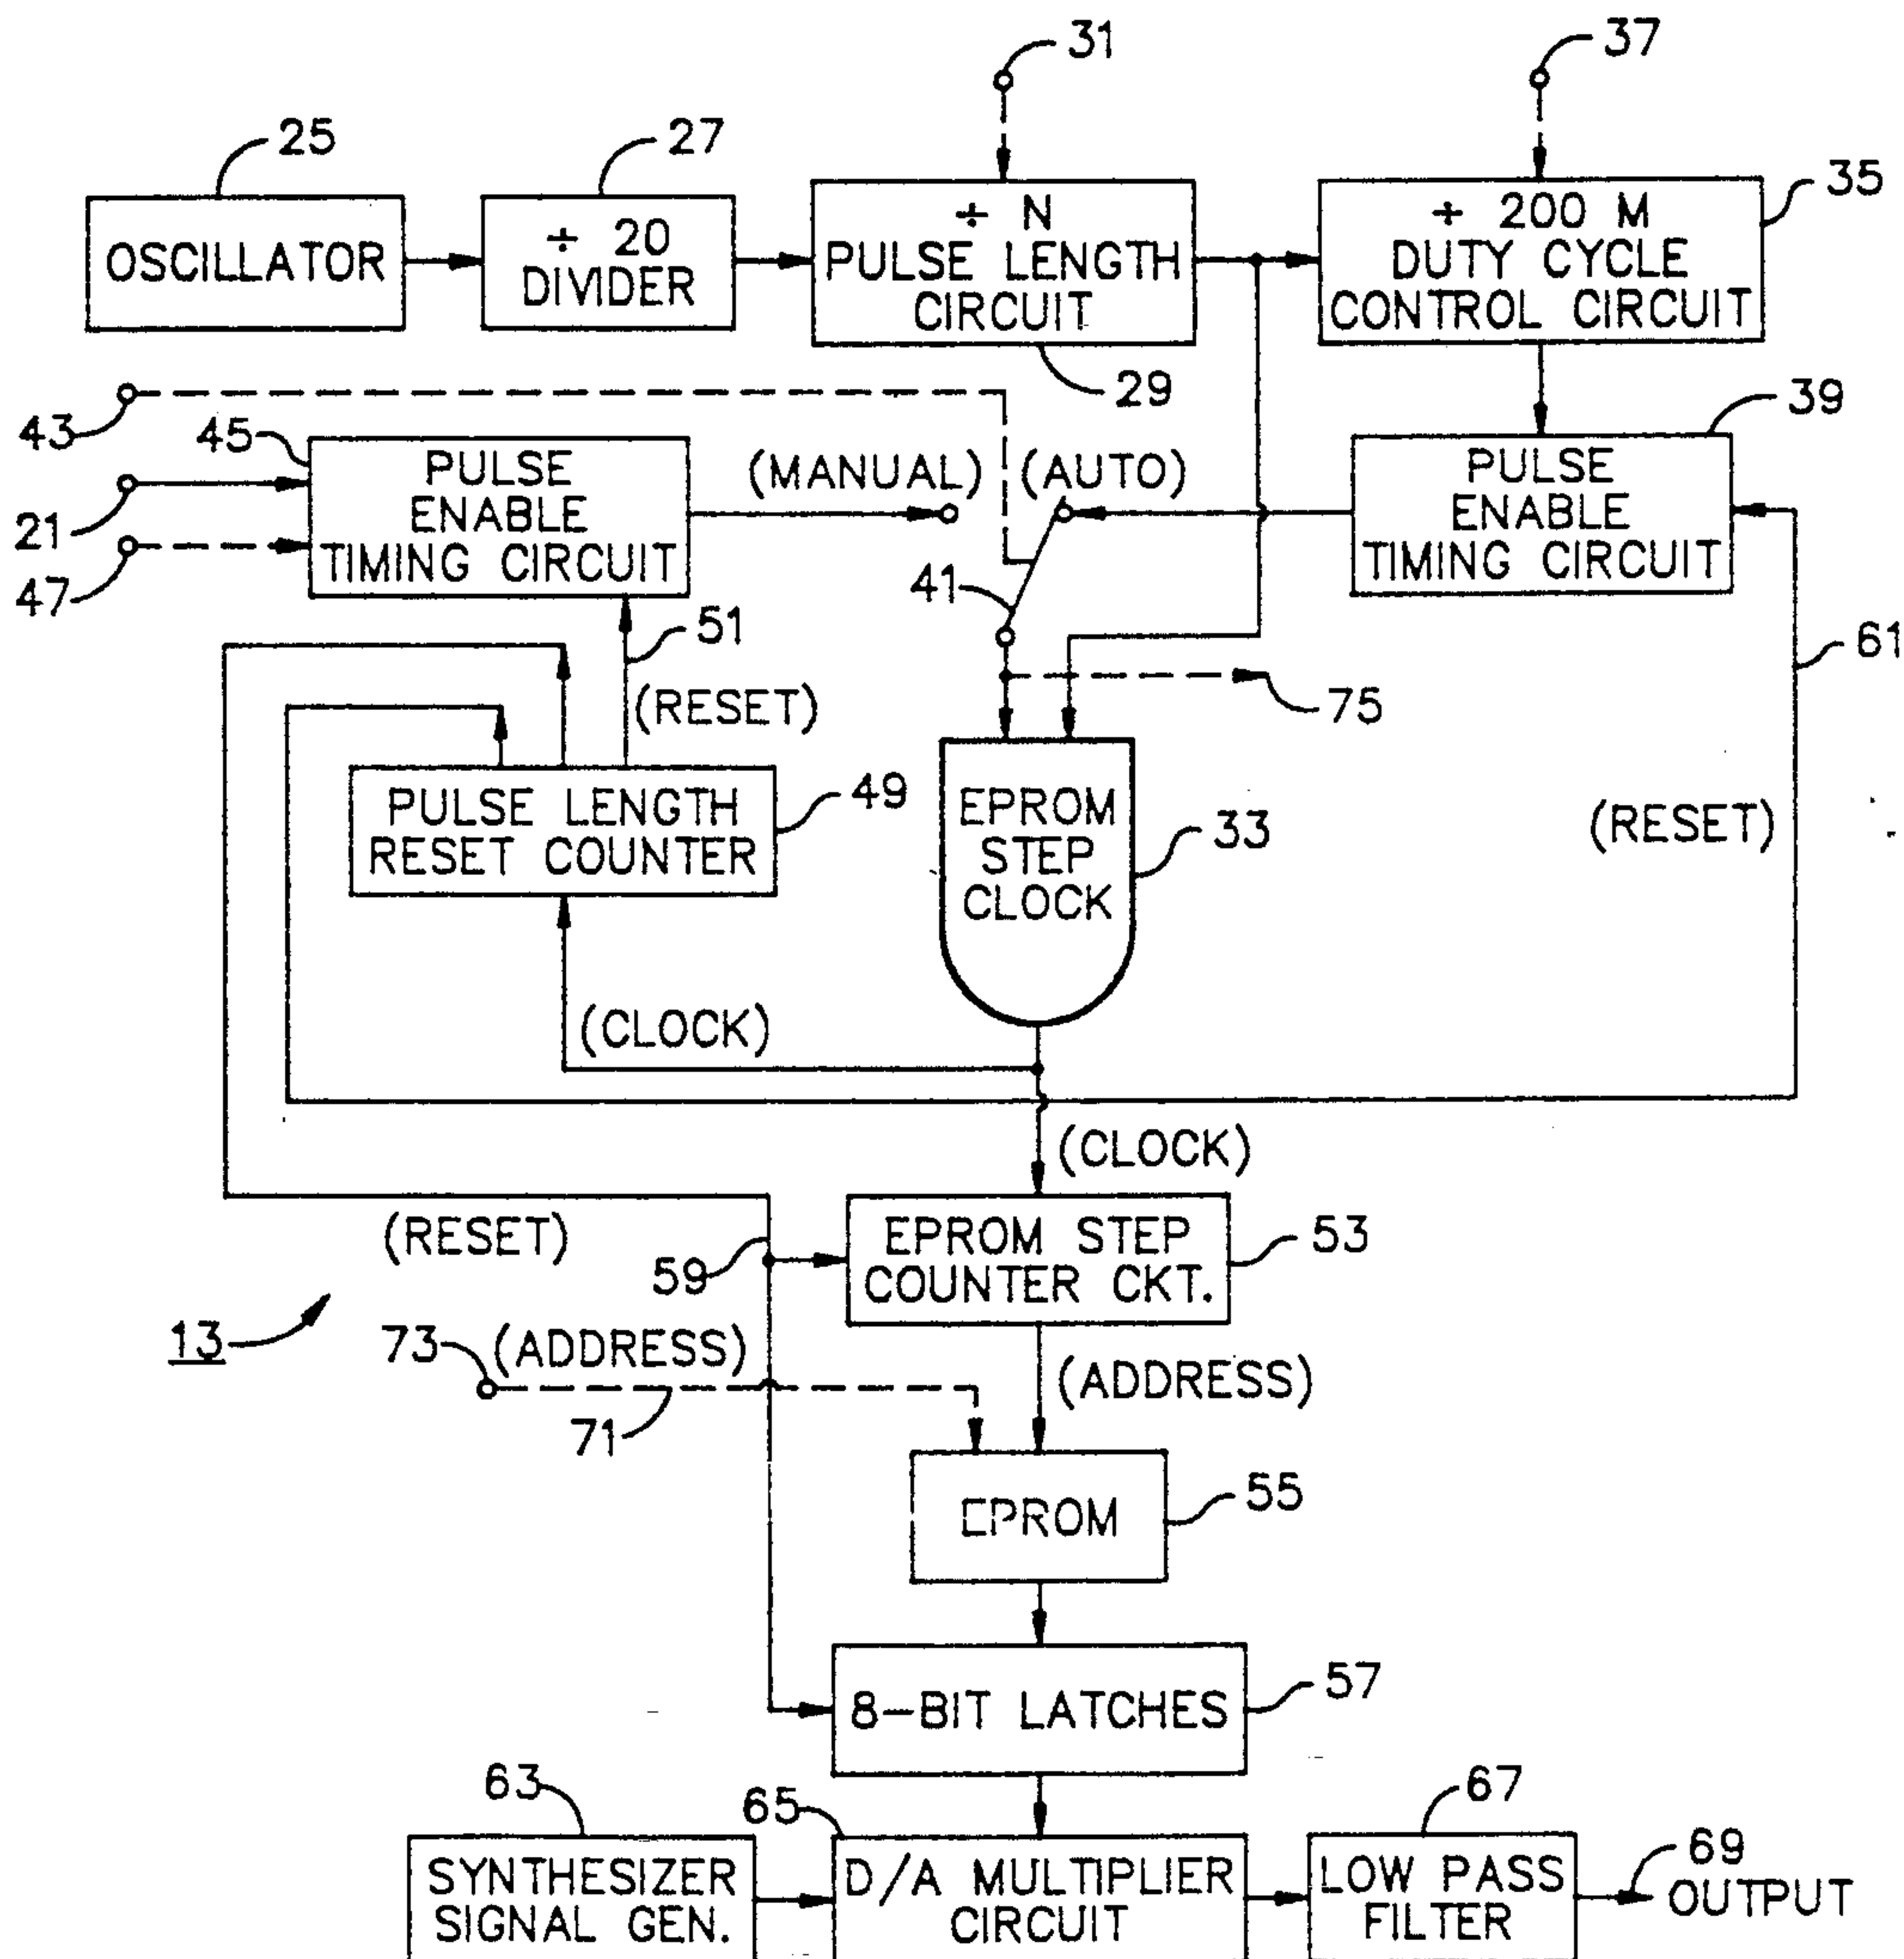 31
37
25
27
35
OSCILLATOR
÷ 20
DIVIDER
÷ N
PULSE LENGTH
CIRCUIT
÷ 200 M
DUTY CYCLE
CONTROL CIRCUIT
29
39
43
45
21
47
PULSE
ENABLE
TIMING CIRCUIT
(MANUAL)
(AUTO)
PULSE
ENABLE
TIMING CIRCUIT
41
51
61
(RESET)
75
PULSE LENGTH
RESET COUNTER
49
EPROM
STEP
CLOCK
33
(RESET)
(CLOCK)
(CLOCK)
(RESET)
59
EPROM STEP
COUNTER CKT.
53
13
73
(ADDRESS)
(ADDRESS)
71
EPROM
55
8-BIT LATCHES
57
63
65
67
SYNTHESIZER
SIGNAL GEN.
D/A MULTIPLIER
CIRCUIT
LOW PASS
FILTER
69
OUTPUT